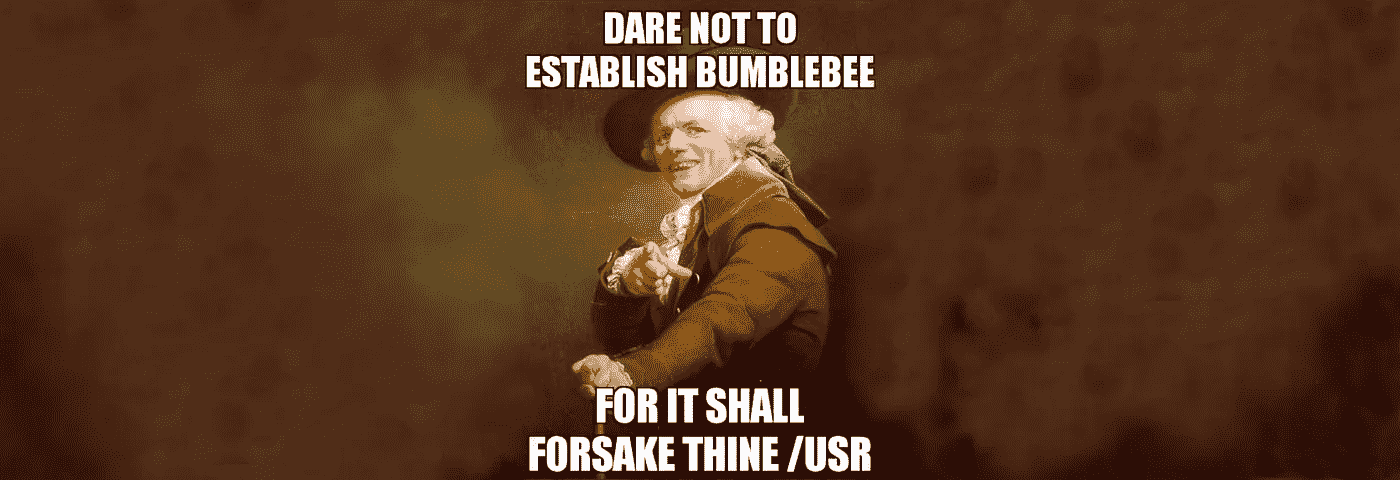 DARE NOT TO
ESTABLISH BUMBLEBEE
FOR IT SHALL
FORSAKE THINE /USR